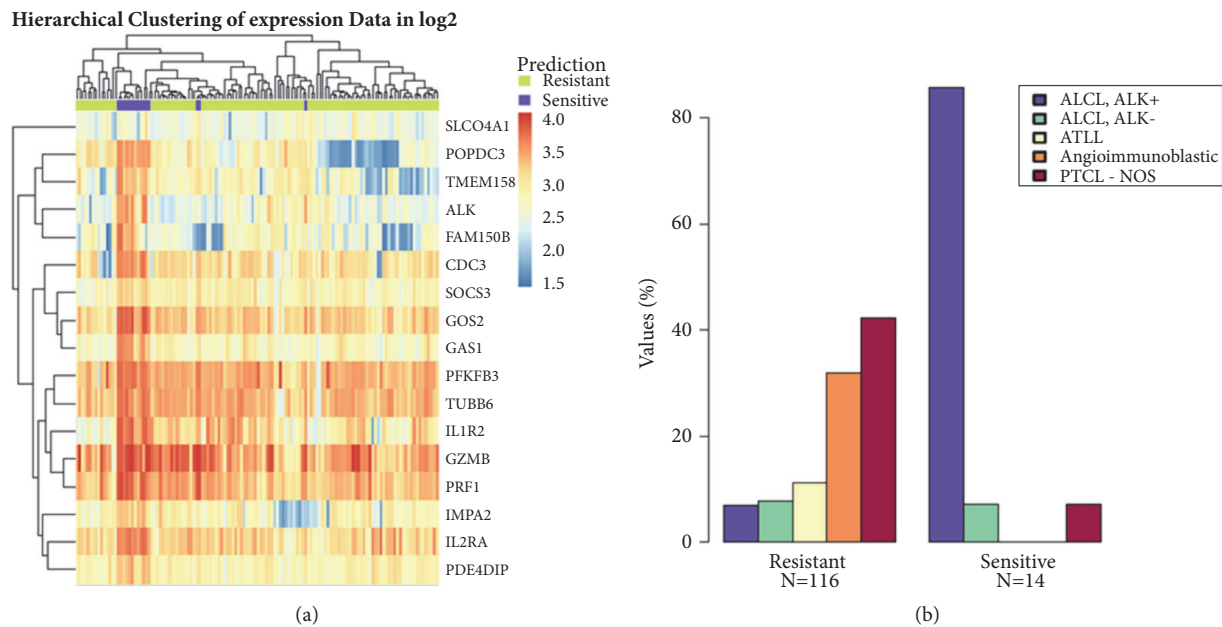 Hierarchical Clustering of expression Data in log2
Prediction
Resistant
Sensitive
4.0
3.5
3.0
2.5
2.0
1.5
SLCO4A1
POPDC3
TMEM158
ALK
FAM150B
CDC3
SOCS3
GOS2
GAS1
PFKFB3
TUBB6
IL1R2
GZMB
PRF1
IMPA2
IL2RA
PDE4DIP
(a)
Values (%)
80
60
40
20
0
ALCL, ALK+
ALCL, ALK-
ATLL
Angioimmunoblastic
PTCL - NOS
Resistant
N=116
Sensitive
N=14
(b)